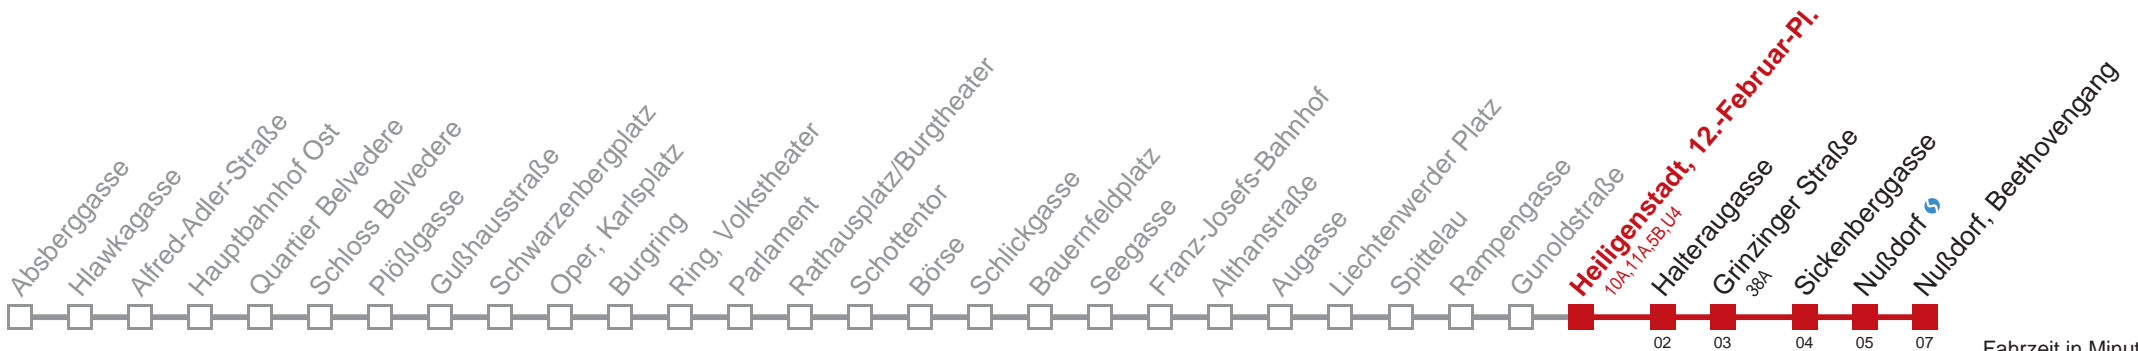 Absberggasse
Hlawkagasse
Alfred-Adler-Straße
Hauptbahnhof Ost
Quartier Belvedere
Schloss Belvedere
Plößlgasse
Gußhausstraße
Schwarzenbergplatz
Oper, Karlsplatz
Burgring
Ring, Volkstheater
Parlament
Rathausplatz/Burgtheater
Schottentor
Börse
Schlickgasse
Bauernfeldplatz
Seegasse
Franz-Josefs-Bahnhof
Althanstraße
Augasse
Liechtenwerder Platz
Spittelau
Rampengasse
Gunoldstraße
Heiligenstadt, 12.-Februar-Pl.
10A,11A,5B,U4
Halteraugasse
Grinzinger Straße
38A
Sickenberggasse
Nußdorf
Nußdorf, Beethovengang
02 03 04 05 07
Fahrzeit in Minut